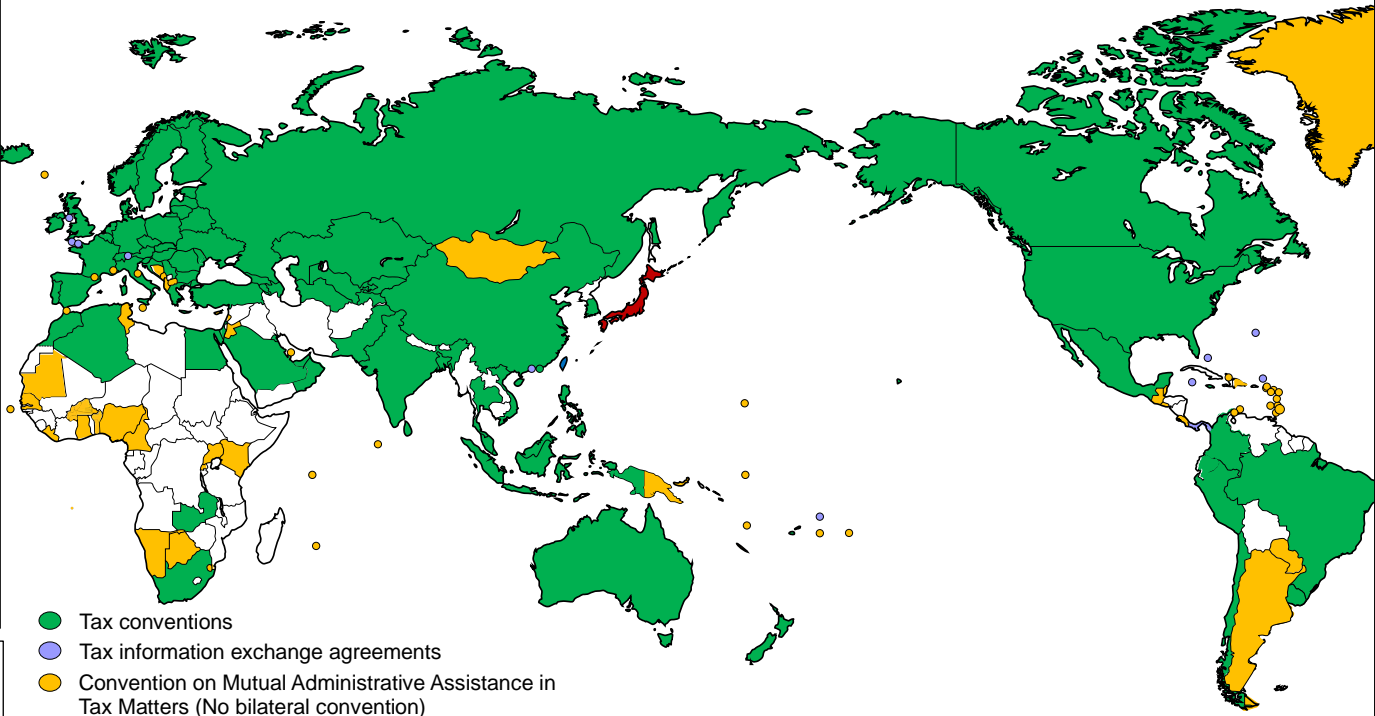 Tax conventions
Tax information exchange agreements
Convention on Mutual Administrative Assistance in
Tax Matters (No bilateral convention)